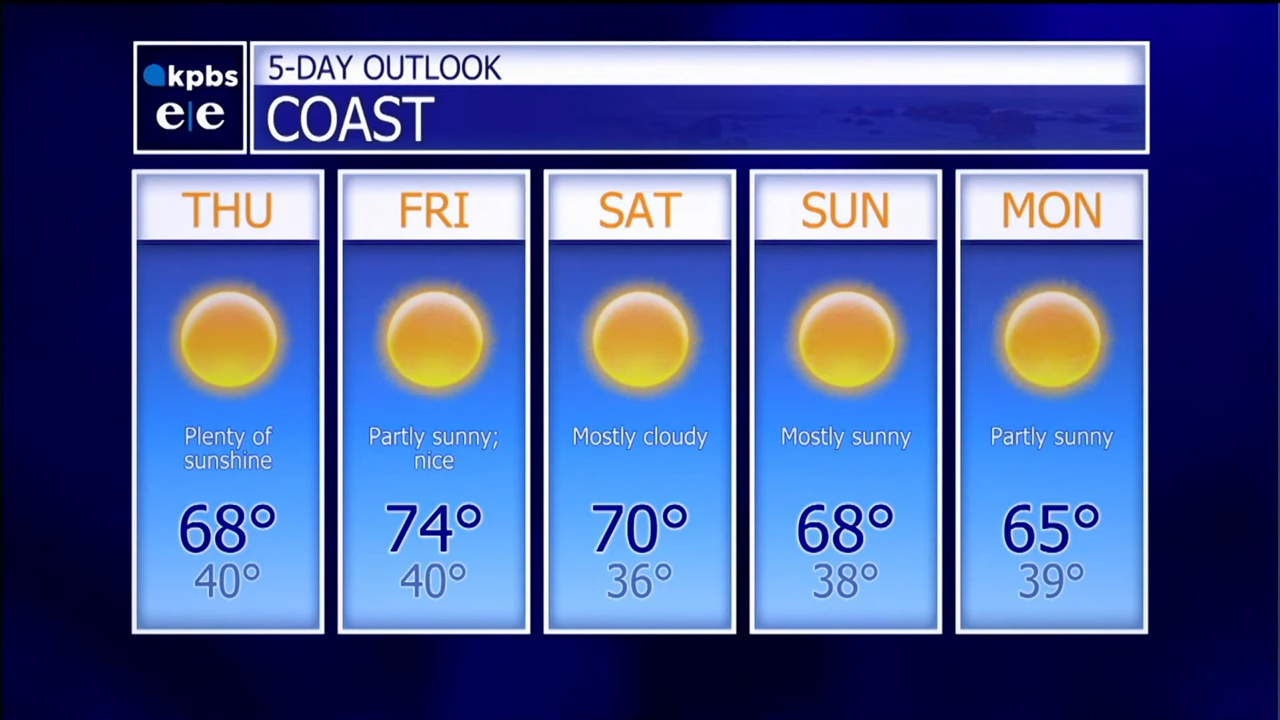 kpbs
e|e
5-DAY OUTLOOK
COAST
THU
FRI
SAT
SUN
MON
Plenty of
sunshine
Partly sunny;
nice
Mostly cloudy
Mostly sunny
Partly sunny
68°
74°
70°
68°
65°
40°
40°
36°
38°
39°